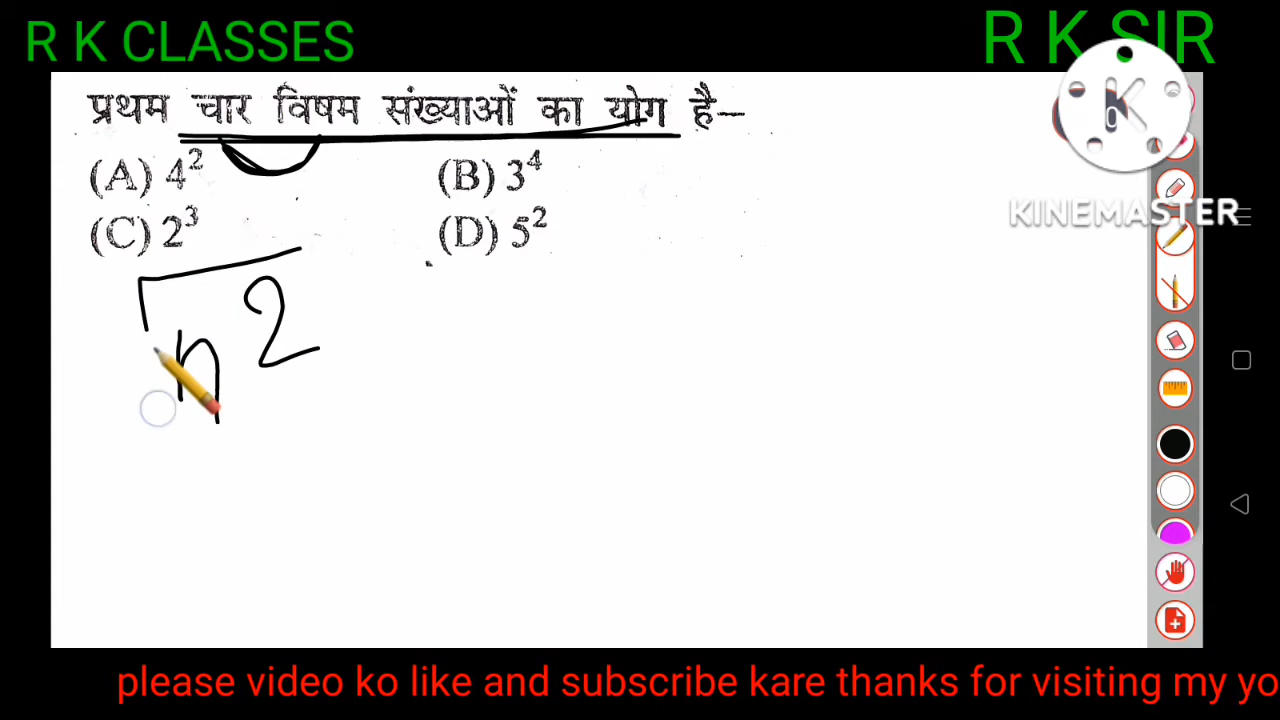 R K CLASSES
R K SIR
प्रथम चार विषम संख्याओं का योग है–
(A) 4² (B) 3⁴
(C) 2³ (D) 5²
n²
KINEMASTER
please video ko like and subscribe kare thanks for visiting my yo